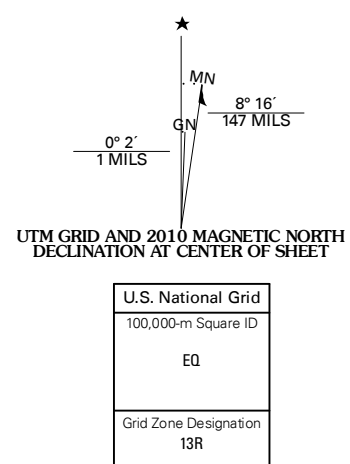 ★
MN
8° 16´
147 MILS
GN
0° 2´
1 MILS
UTM GRID AND 2010 MAGNETIC NORTH
DECLINATION AT CENTER OF SHEET
U.S. National Grid
100,000-m Square ID
EQ
Grid Zone Designation
13R